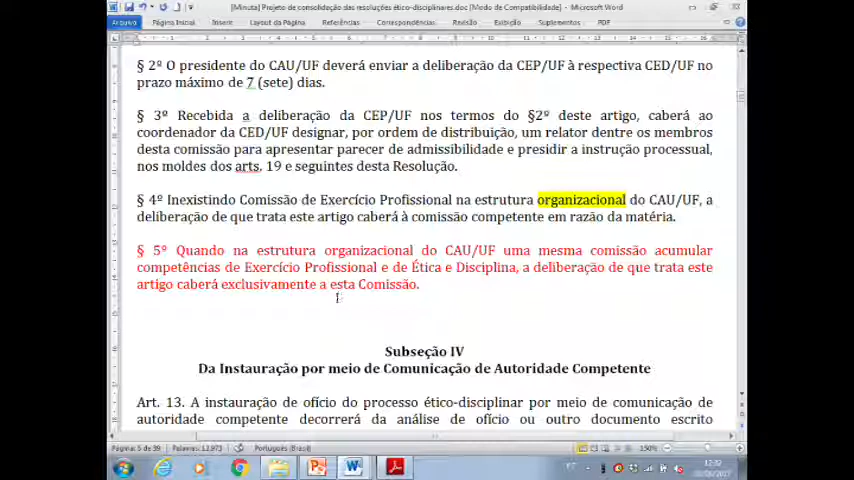 [Minuta] Projeto de consolidação das resoluções ético-disciplinares.doc [Modo de Compatibilidade] - Microsoft Word
Arquivo Página Inicial Inserir Layout da Página Referências Correspondências Revisão Exibição Suplementos PDF
§ 2º O presidente do CAU/UF deverá enviar a deliberação da CEP/UF à respectiva CED/UF no
prazo máximo de 7 (sete) dias.
§ 3º Recebida a deliberação da CEP/UF nos termos do §2º deste artigo, caberá ao
coordenador da CED/UF designar, por ordem de distribuição, um relator dentre os membros
desta comissão para apresentar parecer de admissibilidade e presidir a instrução processual,
nos moldes dos arts. 19 e seguintes desta Resolução.
§ 4º Inexistindo Comissão de Exercício Profissional na estrutura organizacional do CAU/UF, a
deliberação de que trata este artigo caberá à comissão competente em razão da matéria.
§ 5º Quando na estrutura organizacional do CAU/UF uma mesma comissão acumular
competências de Exercício Profissional e de Ética e Disciplina, a deliberação de que trata este
artigo caberá exclusivamente a esta Comissão.
Subseção IV
Da Instauração por meio de Comunicação de Autoridade Competente
Art. 13. A instauração de ofício do processo ético-disciplinar por meio de comunicação de
autoridade competente decorrerá da análise de ofício ou outro documento escrito
Página: 5 de 39 Palavras: 12.973 Português (Brasil) 150%
PT 12:32